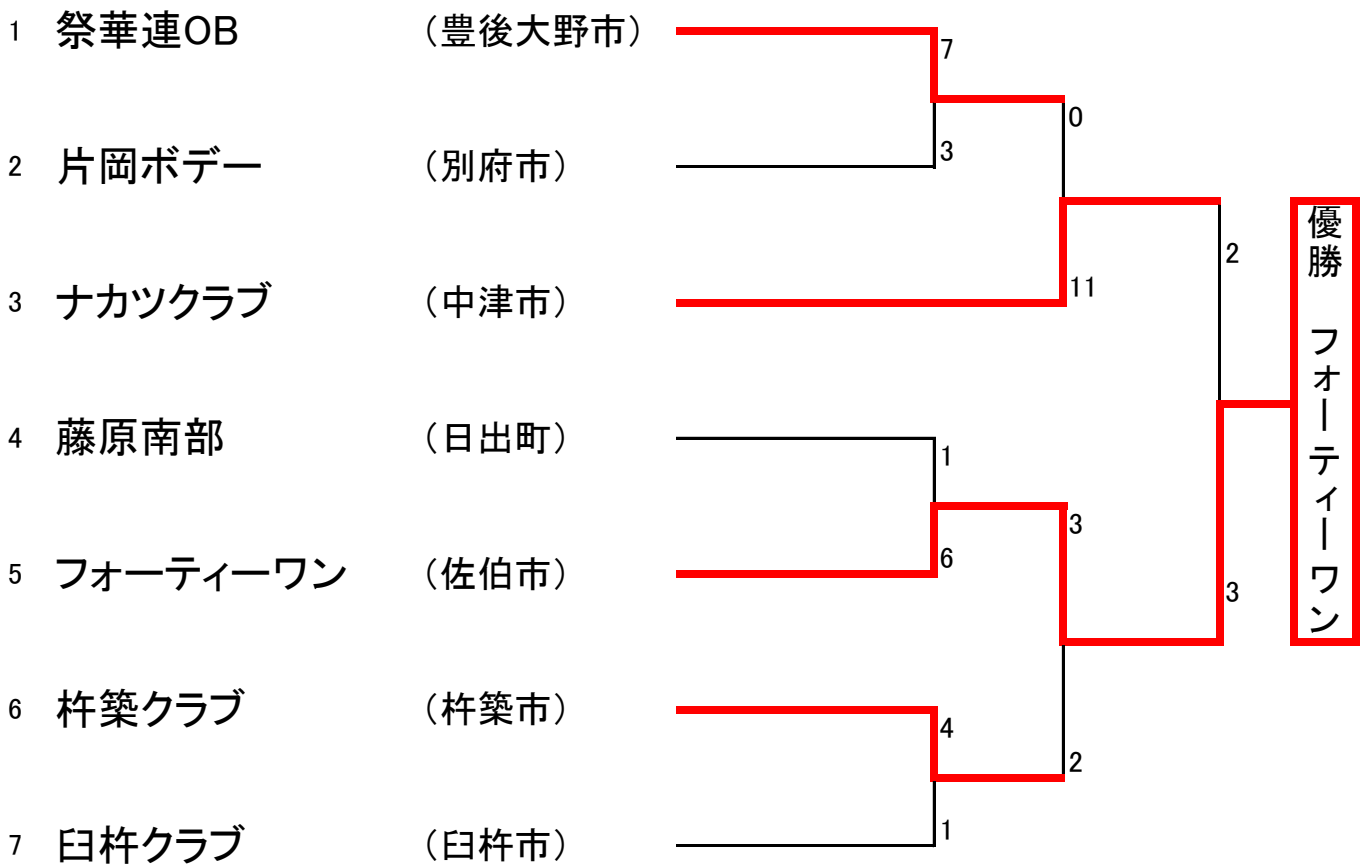 1 祭華連OB （豊後大野市）
7
0
2 片岡ボデー （別府市）
3
2
3 ナカツクラブ （中津市）
11
優勝 フォーティーワン
4 藤原南部 （日出町）
1
3
5 フォーティーワン （佐伯市）
6
3
6 杵築クラブ （杵築市）
4
2
7 臼杵クラブ （臼杵市）
1